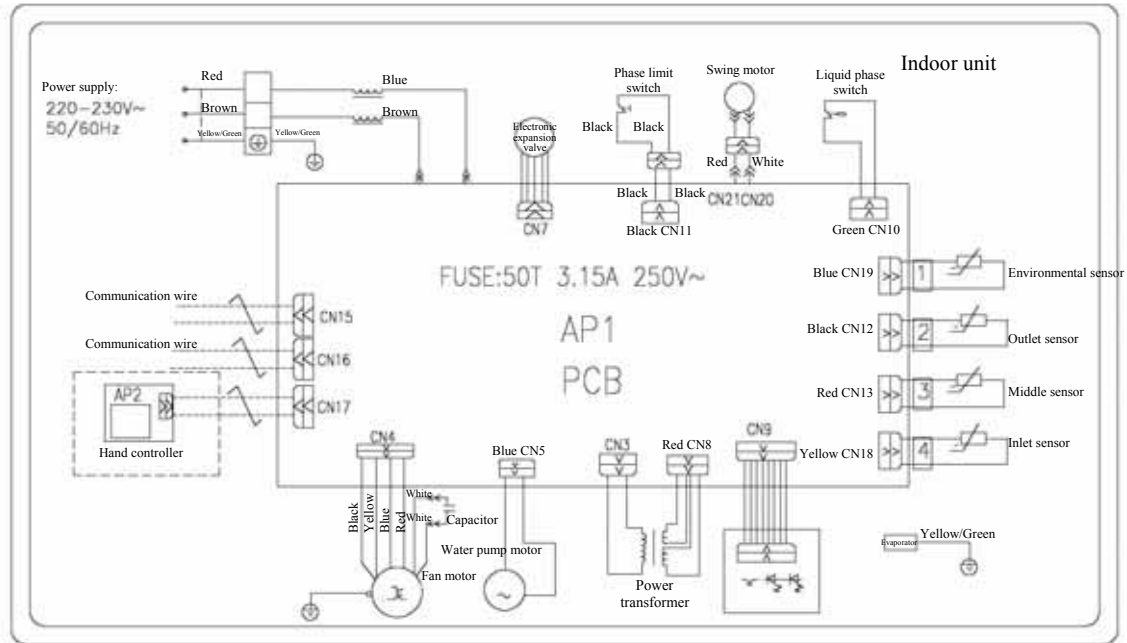 Indoor unit
Power supply:
220-230V~
50/60Hz
Red
Brown
Yellow/Green
Yellow/Green
Blue
Brown
Electronic
expansion
valve
CN7
Phase limit
switch
Black
Black
Black
Black
Black CN11
Swing motor
Red
White
CN21
CN20
Liquid phase
switch
Green CN10
FUSE:50T 3.15A 250V~
AP1
PCB
Communication wire
CN15
Communication wire
CN16
AP2
CN17
Hand controller
Blue CN19
1
Environmental sensor
Black CN12
2
Outlet sensor
Red CN13
3
Middle sensor
Yellow CN18
4
Inlet sensor
CN4
Black
Yellow
Blue
Red
White
White
Capacitor
Fan motor
Blue CN5
Water pump motor
CN3
Red CN8
Power
transformer
CN9
Evaporator
Yellow/Green